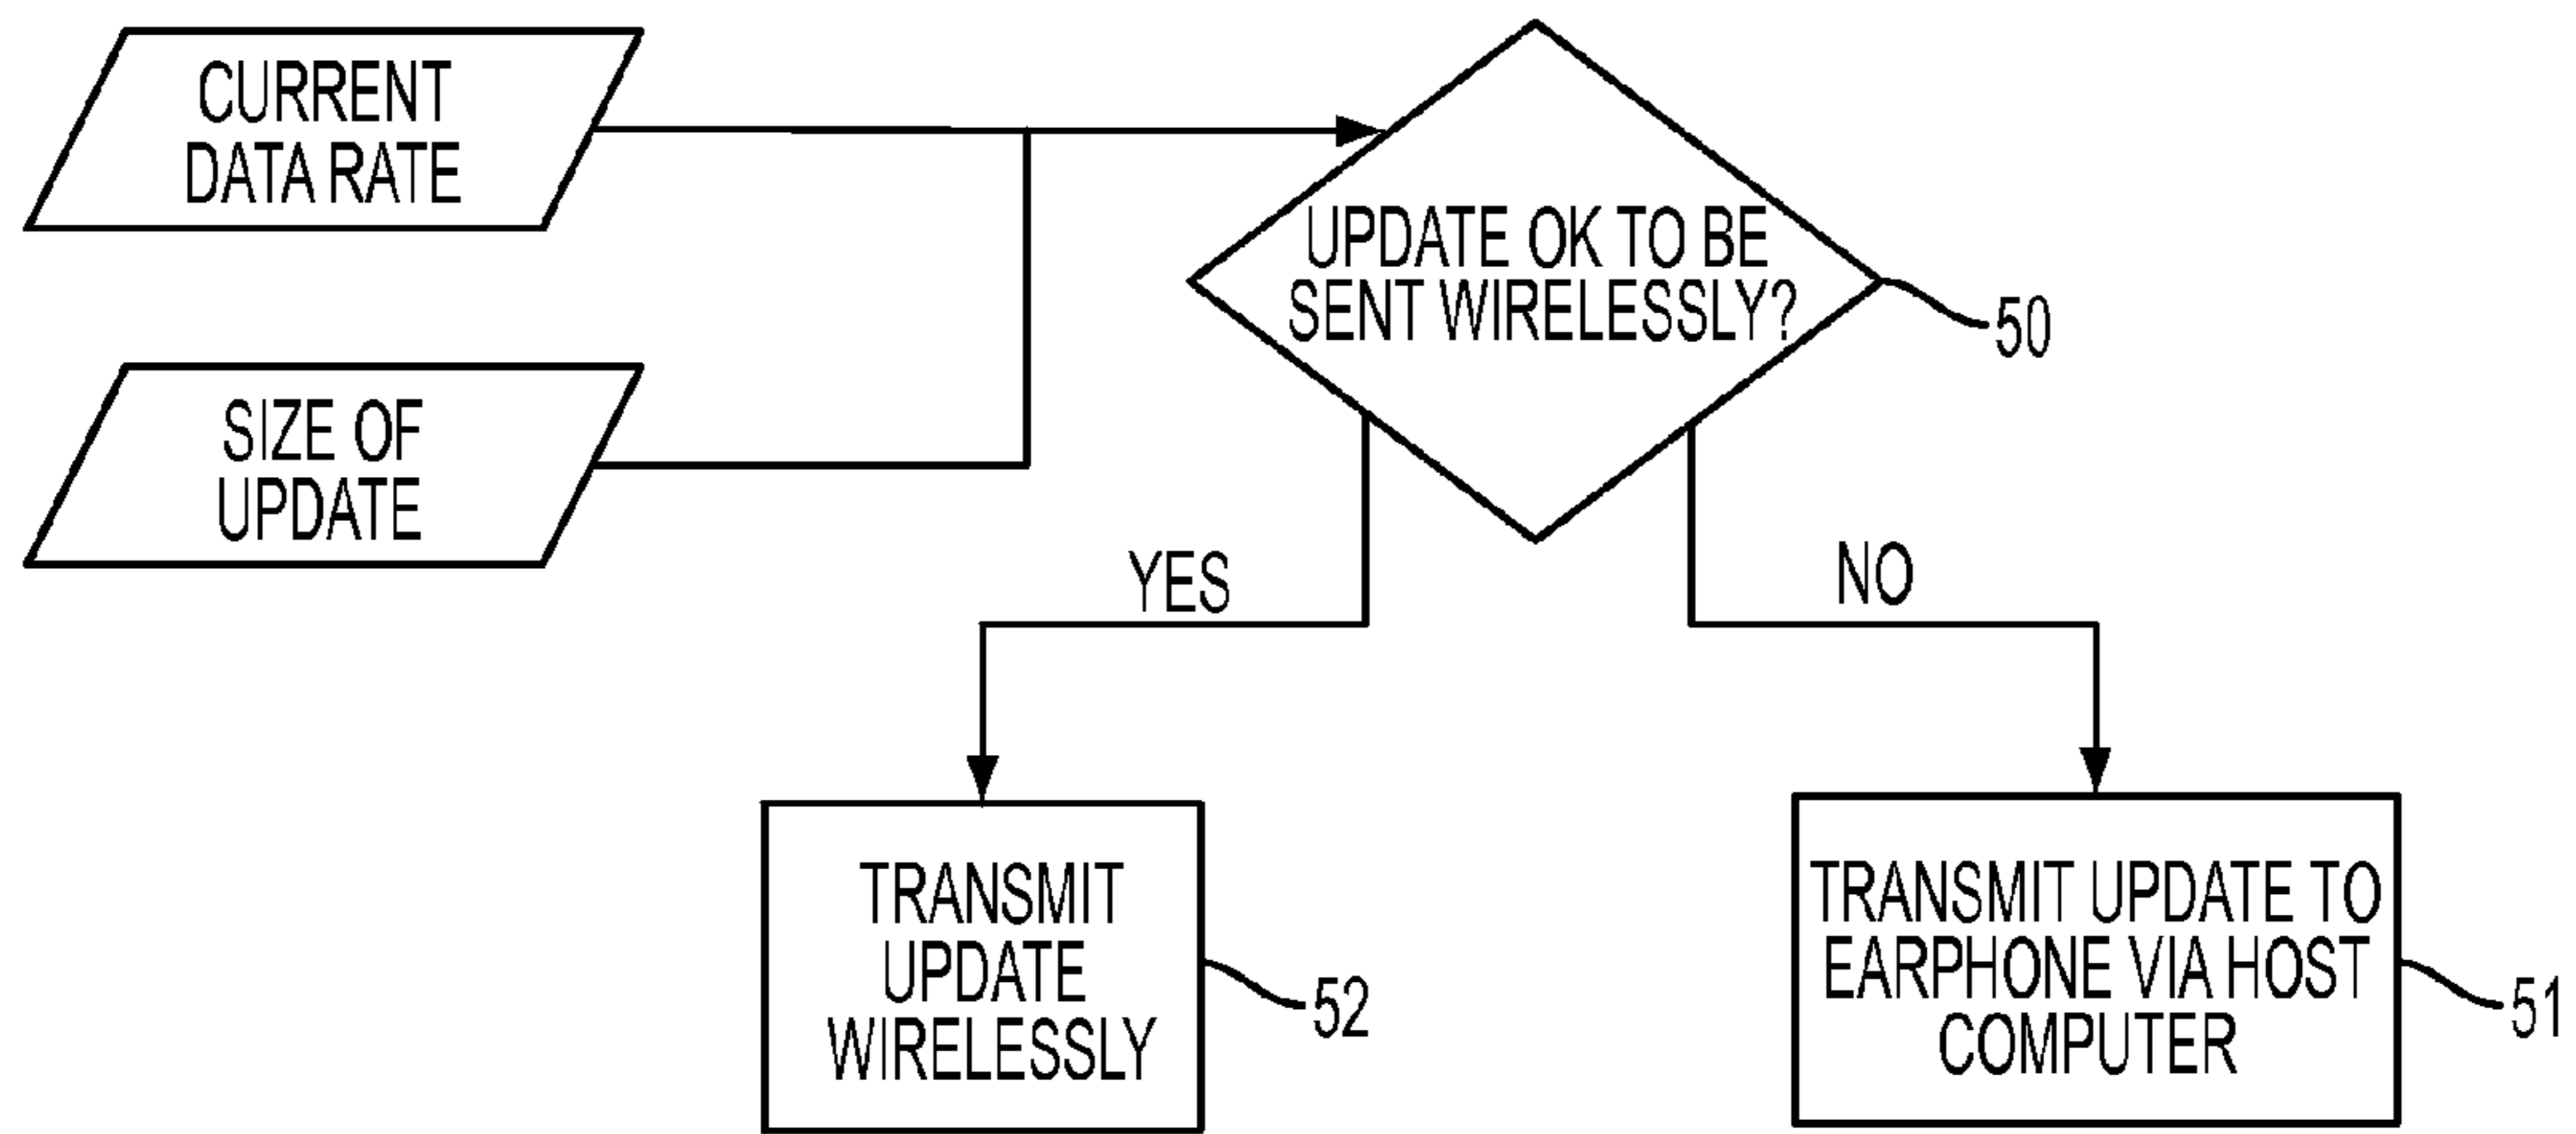 CURRENT
DATA RATE
SIZE OF
UPDATE
UPDATE OK TO BE
SENT WIRELESSLY?
50
YES
NO
TRANSMIT
UPDATE
WIRELESSLY
52
TRANSMIT UPDATE TO
EARPHONE VIA HOST
COMPUTER
51